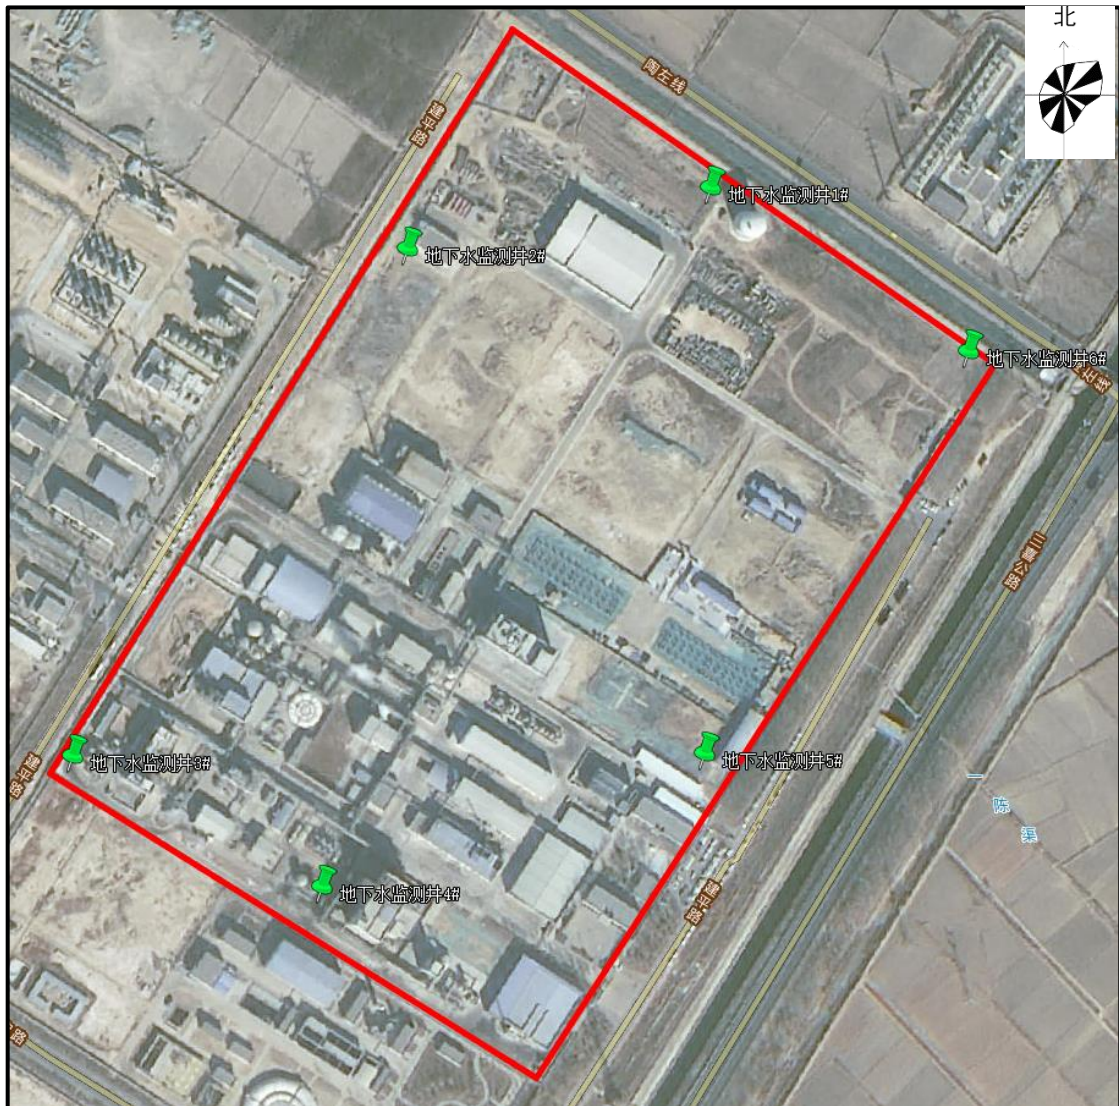 北
陶左线
建平路
地下水监测井1#
地下水监测井2#
地下水监测井6#
左线
三喜公路
地下水监测井3#
地下水监测井5#
建平路
一陈渠
地下水监测井4#
建平路
路